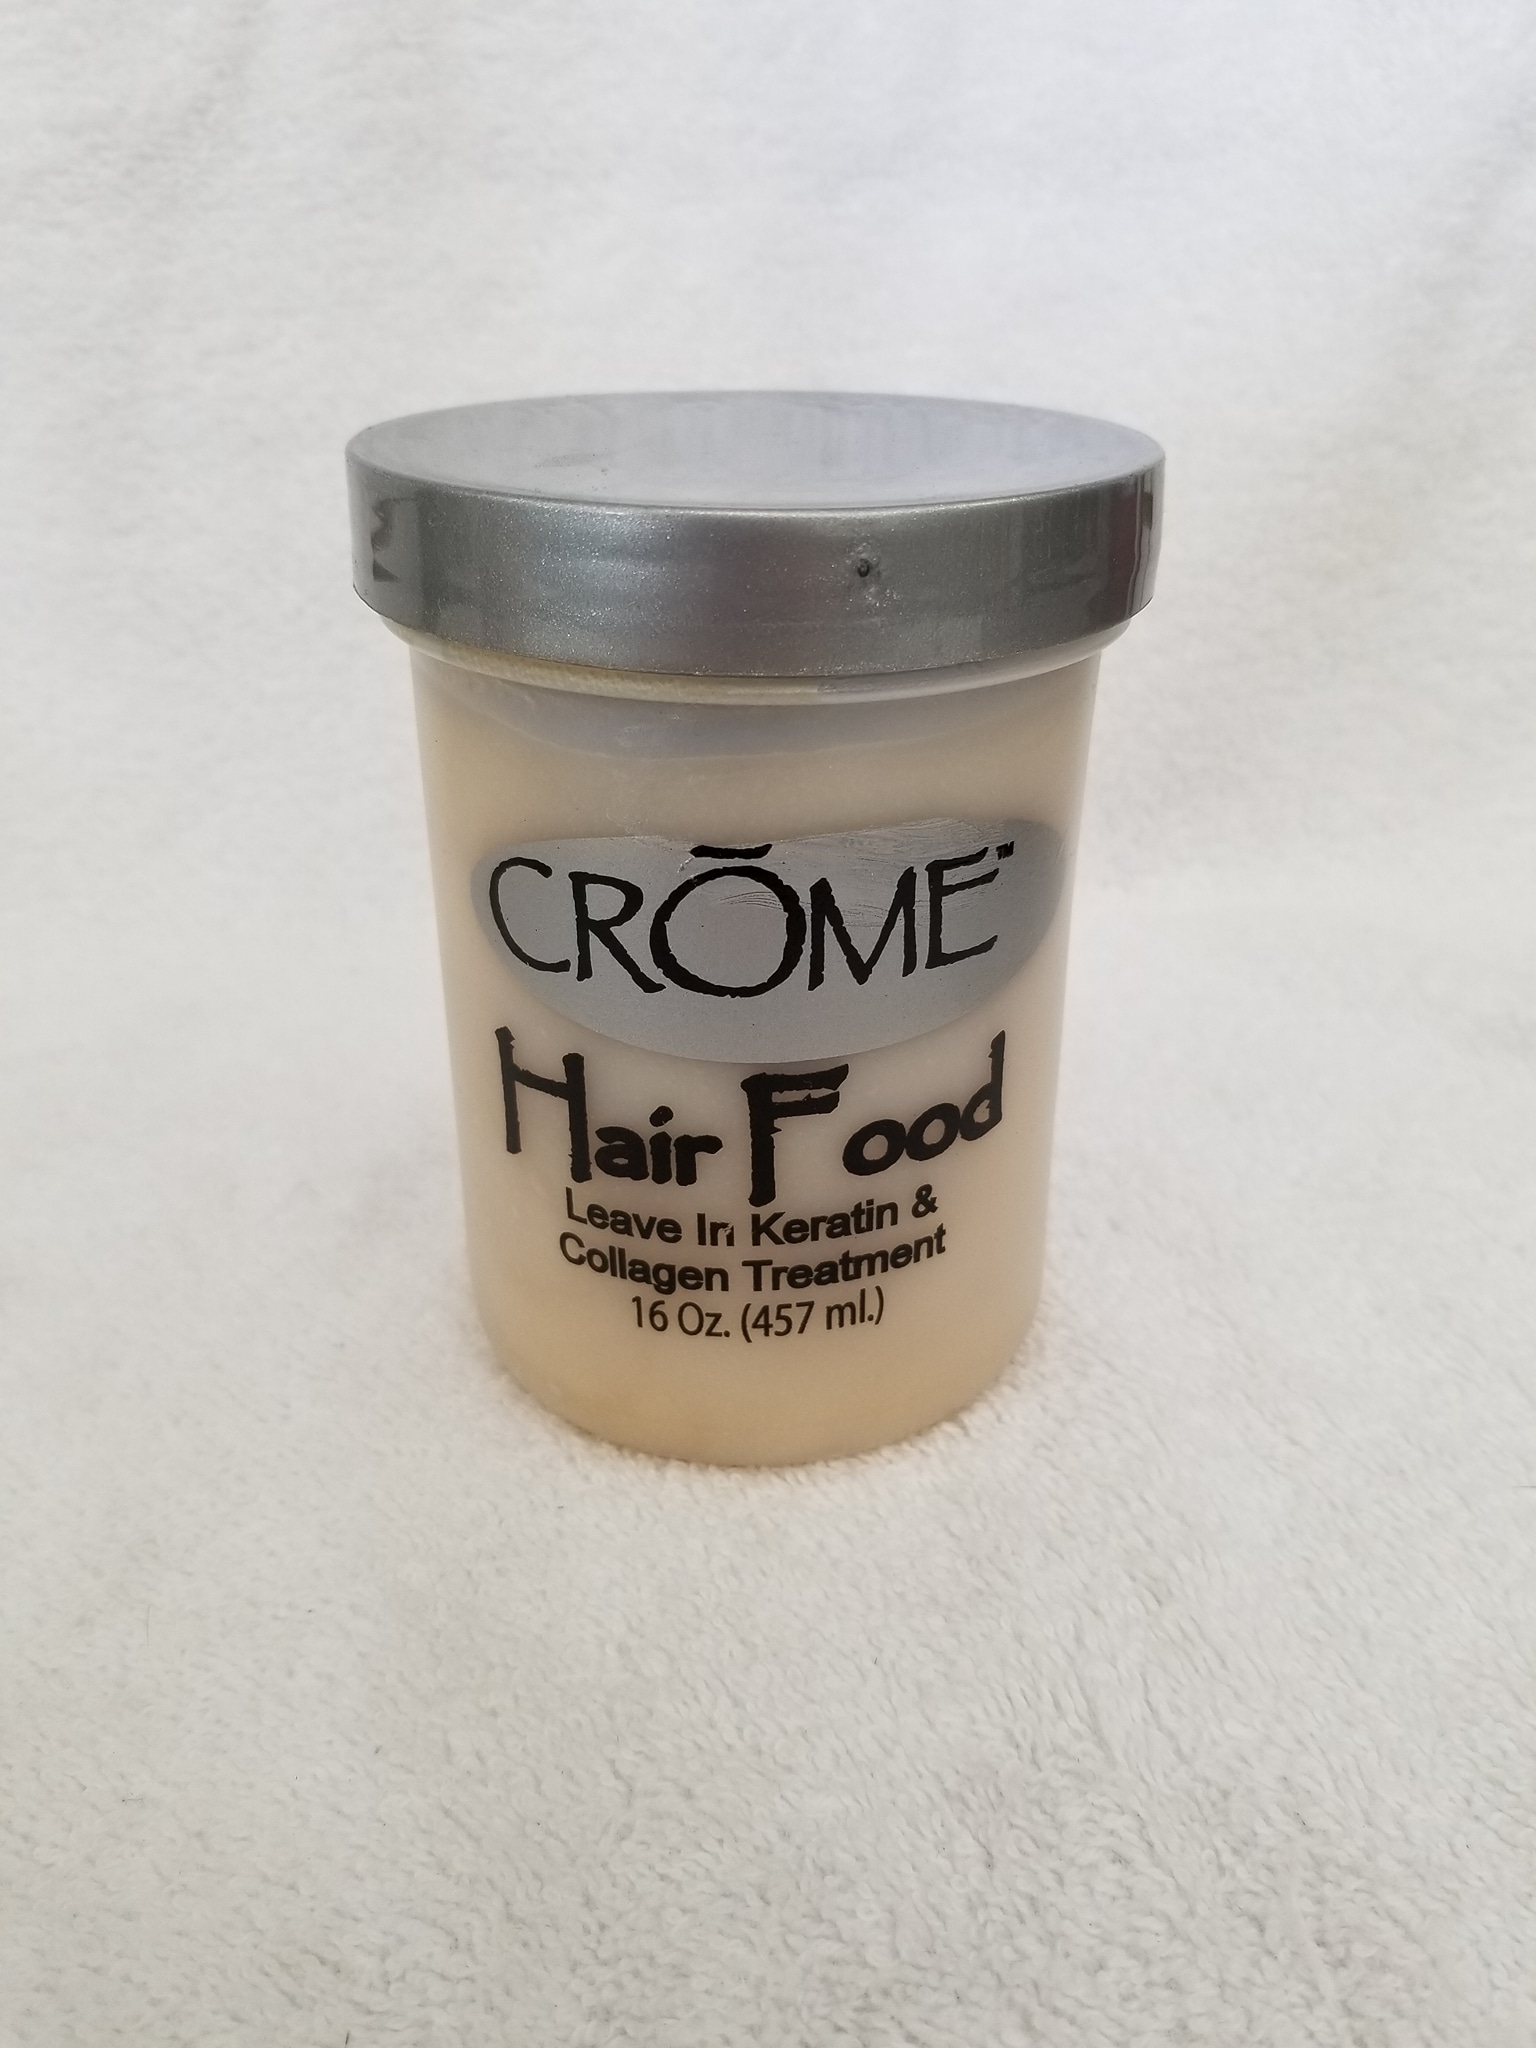 CRŌME™
Hair Food
Leave In Keratin &
Collagen Treatment
16 Oz. (457 ml.)